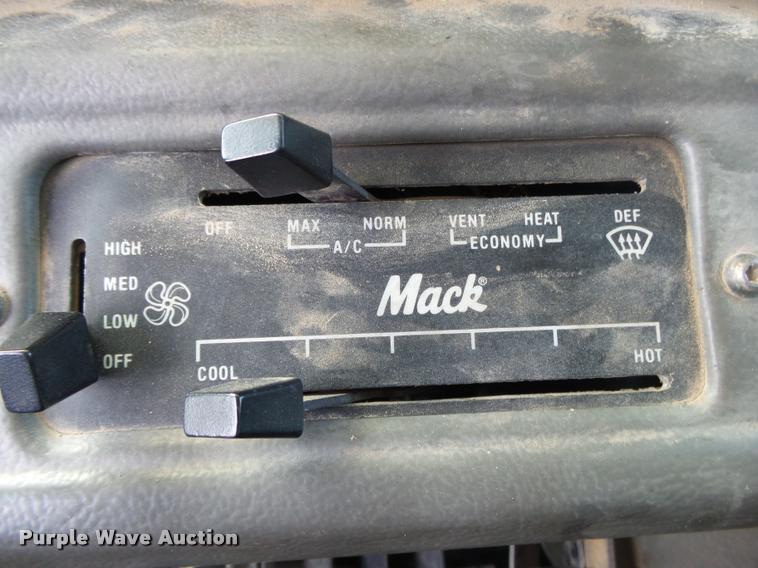 OFF MAX NORM VENT HEAT DEF
A/C ECONOMY
HIGH
MED
LOW
OFF
Mack®
COOL HOT
Purple Wave Auction